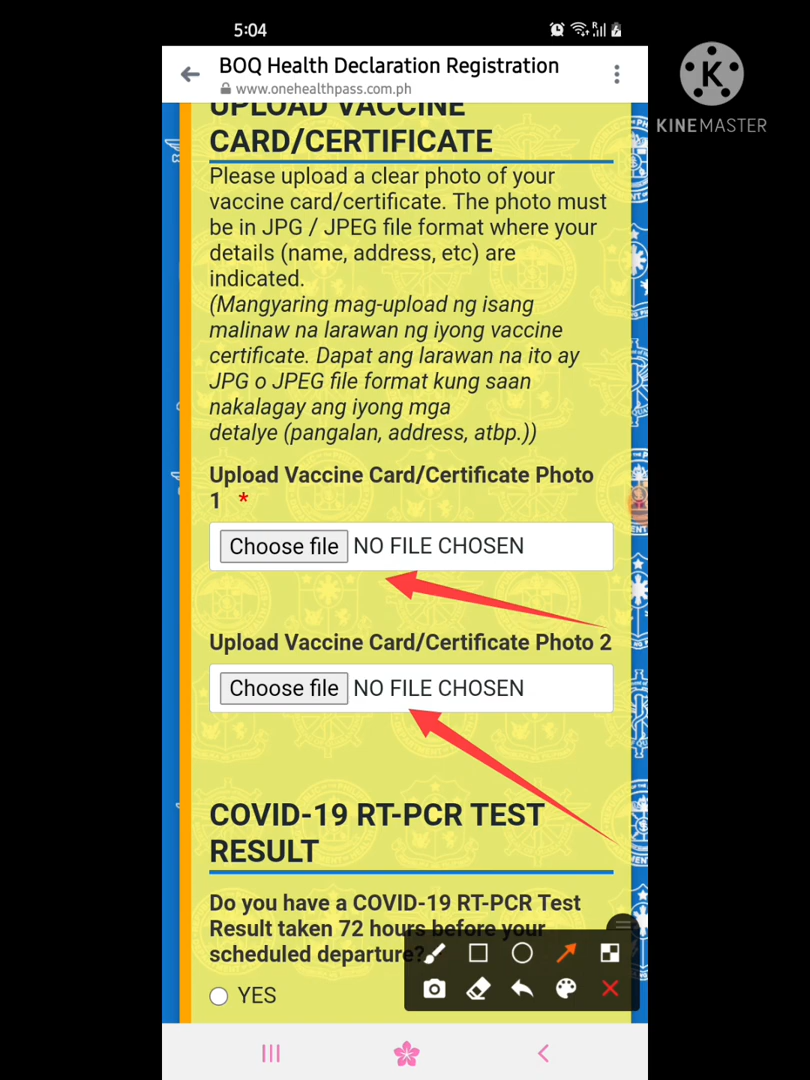 5:04
BOQ Health Declaration Registration
www.onehealthpass.com.ph
K
KINEMASTER
UPLOAD VACCINE
CARD/CERTIFICATE
Please upload a clear photo of your
vaccine card/certificate. The photo must
be in JPG / JPEG file format where your
details (name, address, etc) are
indicated.
(Mangyaring mag-upload ng isang
malinaw na larawan ng iyong vaccine
certificate. Dapat ang larawan na ito ay
JPG o JPEG file format kung saan
nakalagay ang iyong mga
detalye (pangalan, address, atbp.))
Upload Vaccine Card/Certificate Photo
1 *
Choose file NO FILE CHOSEN
Upload Vaccine Card/Certificate Photo 2
Choose file NO FILE CHOSEN
COVID-19 RT-PCR TEST
RESULT
Do you have a COVID-19 RT-PCR Test
Result taken 72 hours before your
scheduled departure?
YES